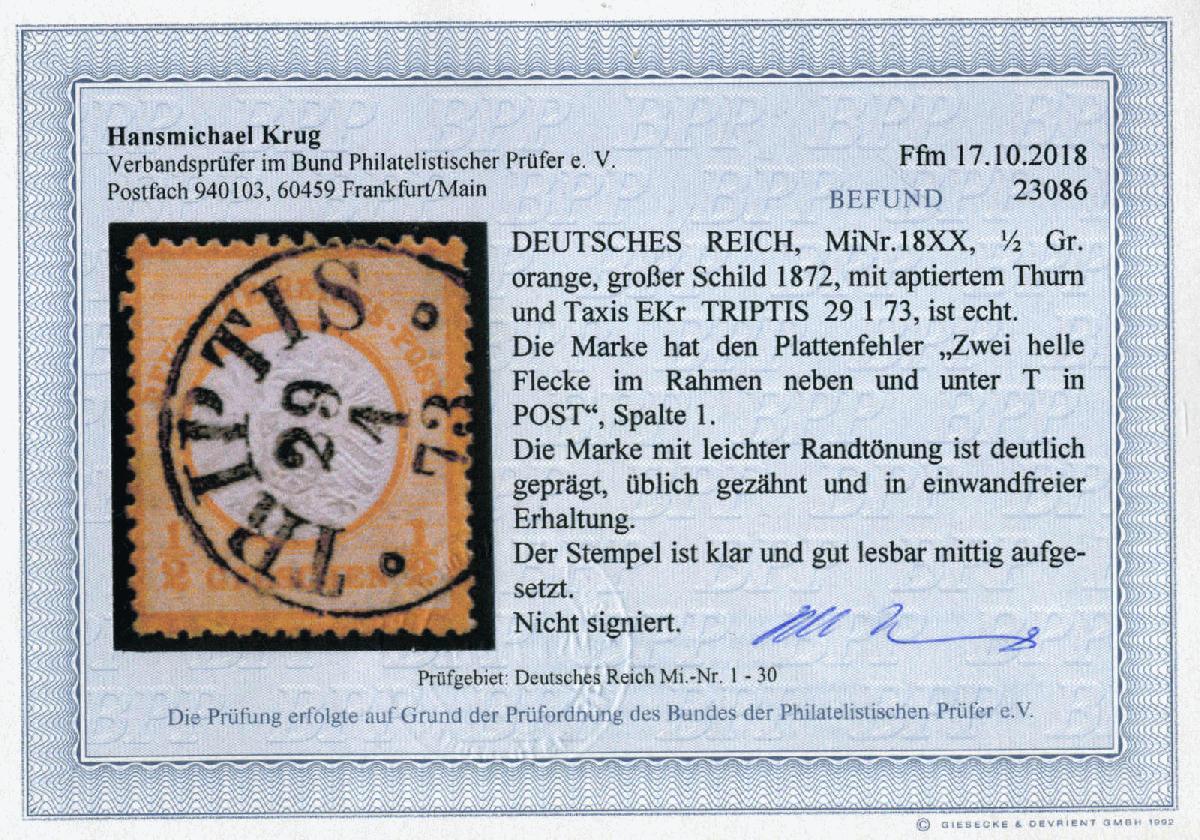 Hansmichael Krug
Verbandsprüfer im Bund Philatelistischer Prüfer e. V.
Postfach 940103, 60459 Frankfurt/Main
Ffm 17.10.2018
BEFUND 23086
DEUTSCHES REICH, MiNr.18XX, ½ Gr.
orange, großer Schild 1872, mit aptiertem Thurn
und Taxis EKr TRIPTIS 29 1 73, ist echt.
Die Marke hat den Plattenfehler „Zwei helle
Flecke im Rahmen neben und unter T in
POST“, Spalte 1.
Die Marke mit leichter Randtönung ist deutlich
geprägt, üblich gezähnt und in einwandfreier
Erhaltung.
Der Stempel ist klar und gut lesbar mittig aufge-
setzt.
Nicht signiert.
TRIPTIS
29
1
73
½ ½
Prüfgebiet: Deutsches Reich Mi.-Nr. 1 - 30
Die Prüfung erfolgte auf Grund der Prüfordnung des Bundes der Philatelistischen Prüfer e.V.
© GIESECKE & DEVRIENT GMBH 1992